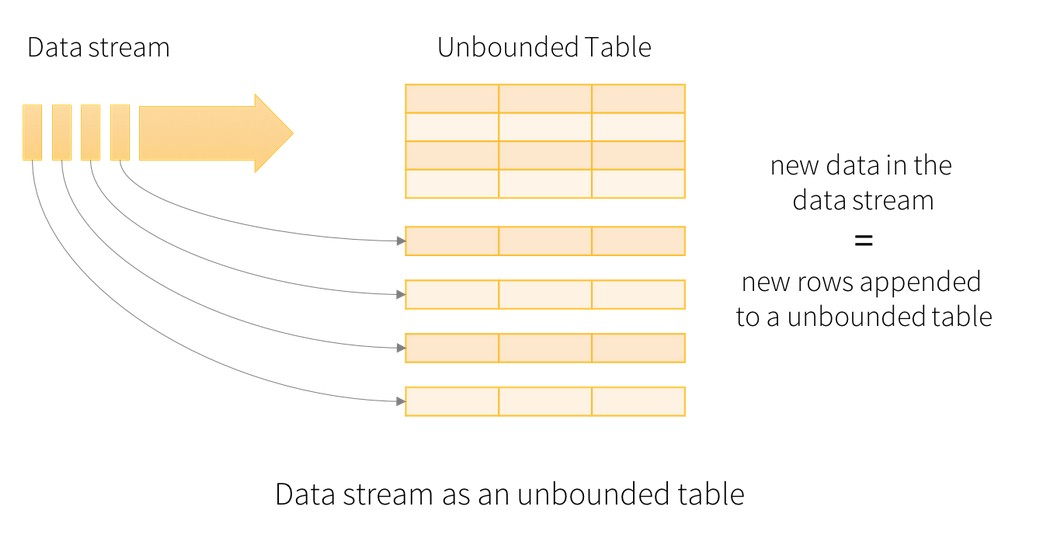 Data stream
Unbounded Table
new data in the
data stream
=
new rows appended
to a unbounded table
Data stream as an unbounded table